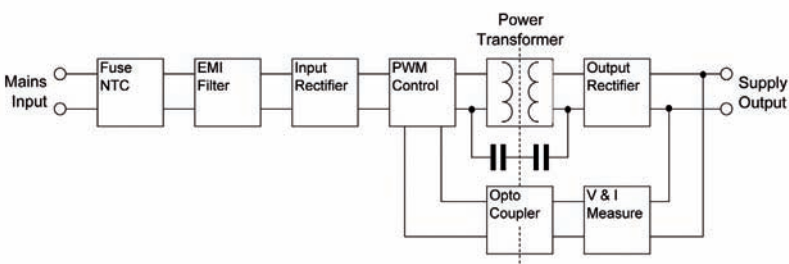 Power
Transformer
Mains
Input
Fuse
NTC
EMI
Filter
Input
Rectifier
PWM
Control
Output
Rectifier
Supply
Output
Opto
Coupler
V & I
Measure